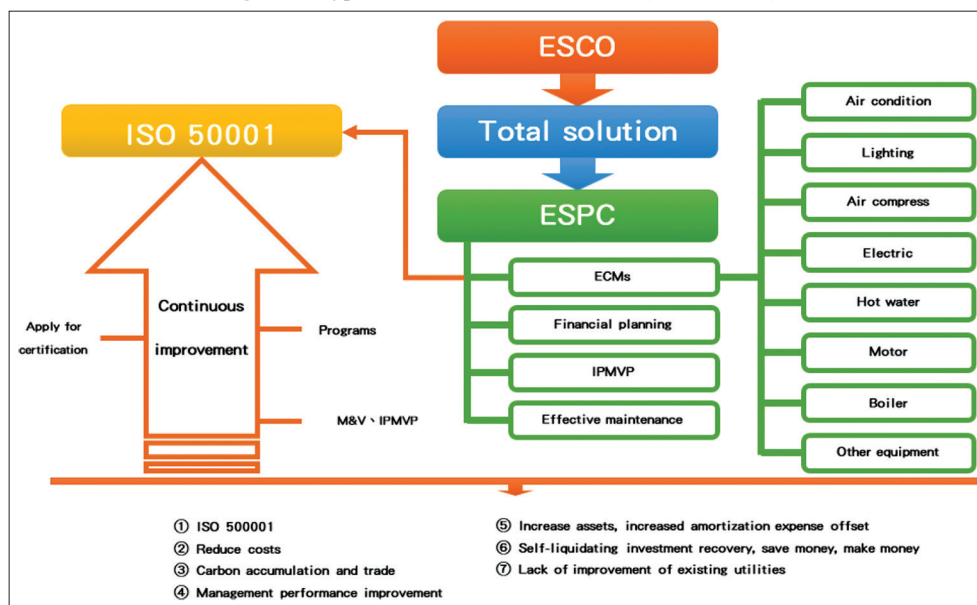 ESCO
Total solution
ESPC
ISO 50001
Continuous
improvement
Apply for
certification
Programs
M&V、IPMVP
ECMs
Financial planning
IPMVP
Effective maintenance
Air condition
Lighting
Air compress
Electric
Hot water
Motor
Boiler
Other equipment
① ISO 500001
② Reduce costs
③ Carbon accumulation and trade
④ Management performance improvement
⑤ Increase assets, increased amortization expense offset
⑥ Self-liquidating investment recovery, save money, make money
⑦ Lack of improvement of existing utilities